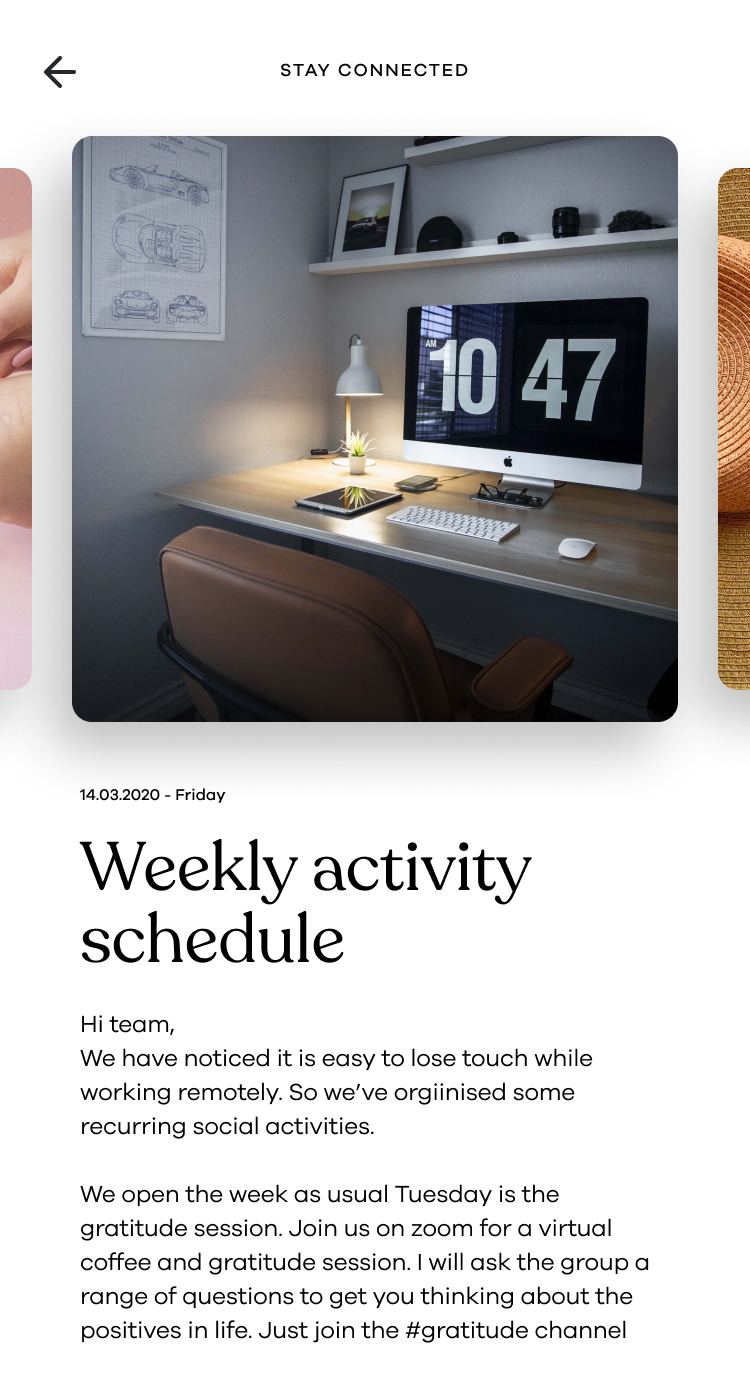 STAY CONNECTED
AM
10 47
14.03.2020 - Friday
Weekly activity
schedule
Hi team,
We have noticed it is easy to lose touch while
working remotely. So we’ve orgiinised some
recurring social activities.
We open the week as usual Tuesday is the
gratitude session. Join us on zoom for a virtual
coffee and gratitude session. I will ask the group a
range of questions to get you thinking about the
positives in life. Just join the #gratitude channel